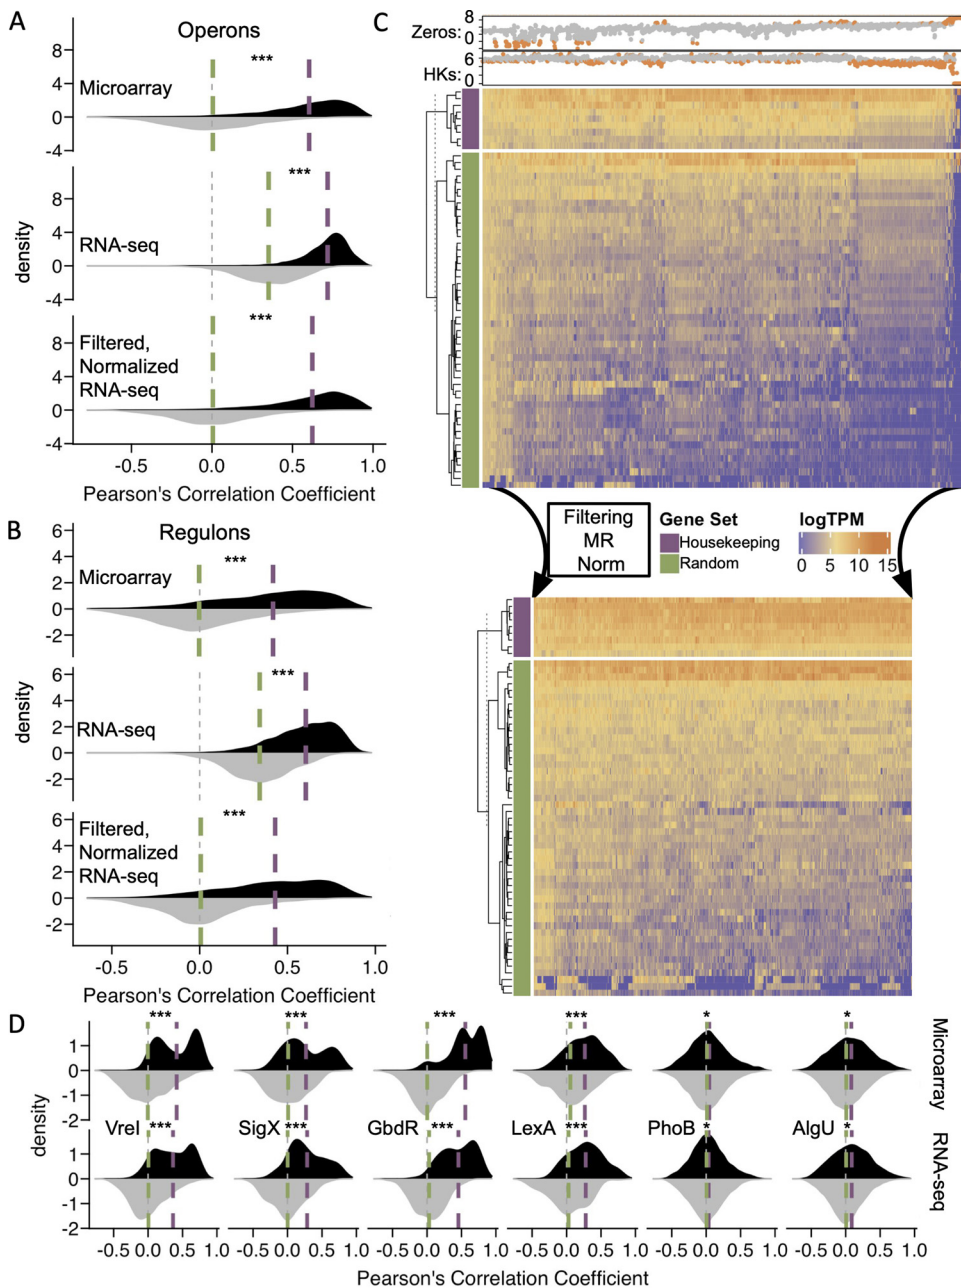 A
Operons
***
8
Microarray
4
0
-4
***
8
RNA-seq
4
0
-4
***
Filtered,
Normalized
RNA-seq
8
4
0
-4
density
-0.5 0.0 0.5 1.0
Pearson's Correlation Coefficient
B
Regulons
***
6
Microarray
4
2
0
-2
***
6
4
RNA-seq
2
0
-2
***
6
Filtered,
Normalized
RNA-seq
4
2
0
-2
density
-0.5 0.0 0.5 1.0
Pearson's Correlation Coefficient
C
Zeros:
8
0
HKs:
6
0
Filtering
MR
Norm
Gene Set
Housekeeping
Random
logTPM
0 5 10 15
D
*** *** *** *** * *
1
0
-1
-2
Microarray
VreI *** SigX *** GbdR *** LexA *** PhoB * AlgU *
1
0
-1
-2
RNA-seq
density
-0.5 0.0 0.5 1.0 -0.5 0.0 0.5 1.0 -0.5 0.0 0.5 1.0 -0.5 0.0 0.5 1.0 -0.5 0.0 0.5 1.0 -0.5 0.0 0.5 1.0
Pearson's Correlation Coefficient